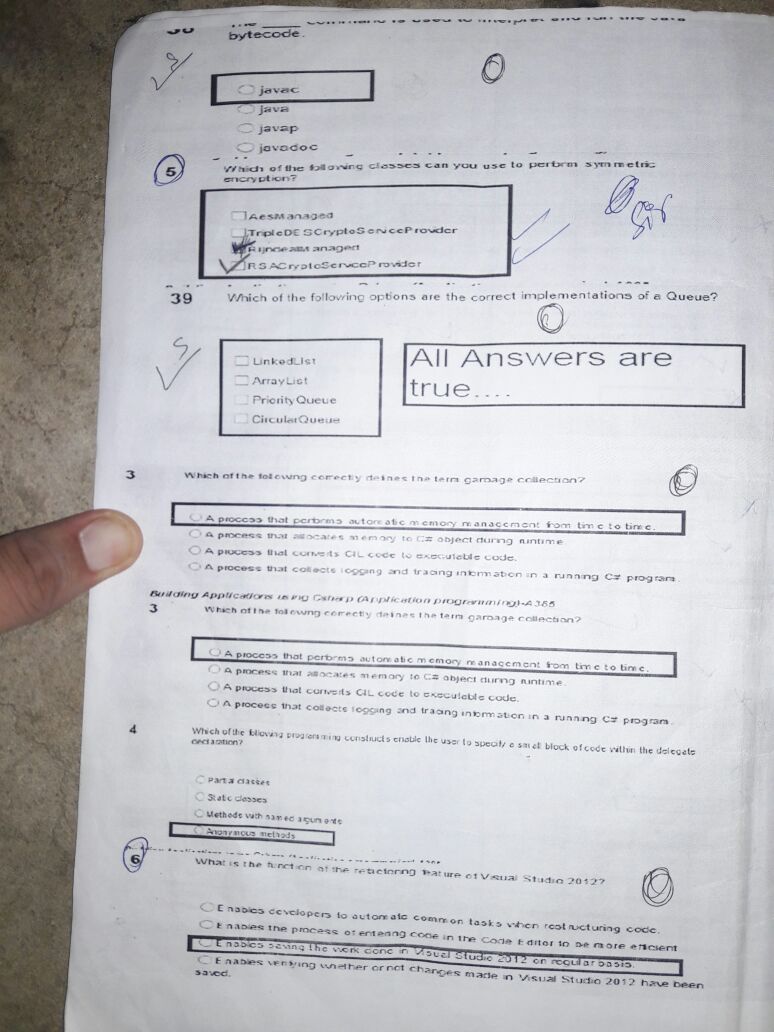 command is used to interpret and run the Java
bytecode.
javac
java
javap
javadoc
5
Which of the following classes can you use to perform symmetric
encryption?
AesManaged
TripleDESCryptoServiceProvider
RijndaelManaged
RSACryptoServiceProvider
39
Which of the following options are the correct implementations of a Queue?
LinkedList
ArrayList
PriorityQueue
CircularQueue
All Answers are
true....
3
Which of the following correctly defines the term garbage collection?
A process that performs automatic memory management from time to time.
A process that allocates memory to C# object during runtime.
A process that converts CIL code to executable code.
A process that collects logging and tracing information in a running C# program.
Building Applications using Csharp (Application programming)-A365
3
Which of the following correctly defines the term garbage collection?
A process that performs automatic memory management from time to time.
A process that allocates memory to C# object during runtime.
A process that converts CIL code to executable code.
A process that collects logging and tracing information in a running C# program.
4
Which of the following programming constructs enable the user to specify a small block of code within the delegate
declaration?
Partial classes
Static classes
Methods with named arguments
Anonymous methods
6
What is the function of the refactoring feature of Visual Studio 2012?
Enables developers to automate common tasks when restructuring code.
Enables the process of entering code in the Code Editor to be more efficient
Enables saving the work done in Visual Studio 2012 on regular basis.
Enables verifying whether or not changes made in Visual Studio 2012 have been
saved.